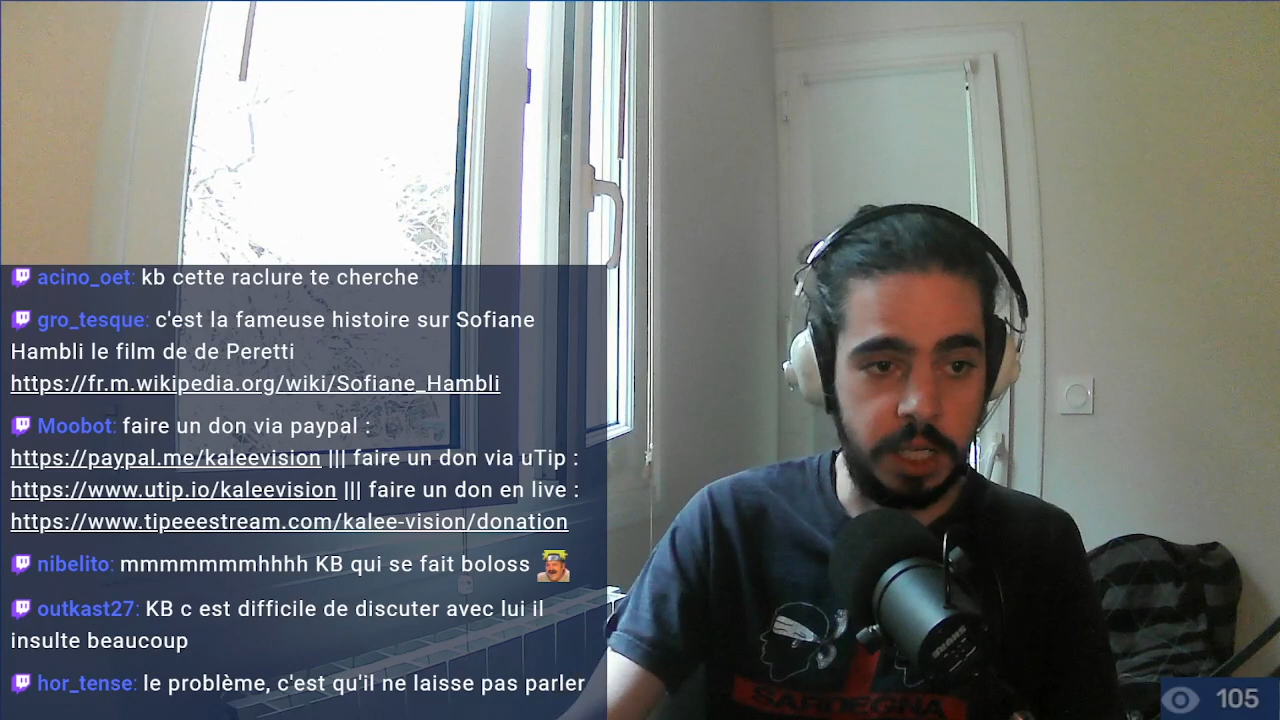 acino_oet: kb cette raclure te cherche
gro_tesque: c'est la fameuse histoire sur Sofiane
Hambli le film de de Peretti
https://fr.m.wikipedia.org/wiki/Sofiane_Hambli
Moobot: faire un don via paypal :
https://paypal.me/kaleevision ||| faire un don via uTip :
https://www.utip.io/kaleevision ||| faire un don en live :
https://www.tipeeestream.com/kalee-vision/donation
nibelito: mmmmmmmhhhh KB qui se fait boloss
outkast27: KB c est difficile de discuter avec lui il
insulte beaucoup
hor_tense: le problème, c'est qu'il ne laisse pas parler
SHURE
SARDEGNA
105